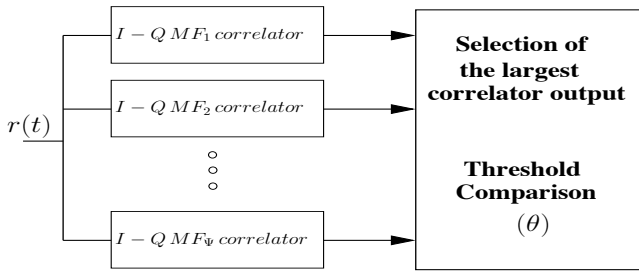 I − Q MF₁ correlator
Selection of
the largest
correlator output
I − Q MF₂ correlator
r(t)
Threshold
Comparison
(θ)
I − Q MF_Ψ correlator